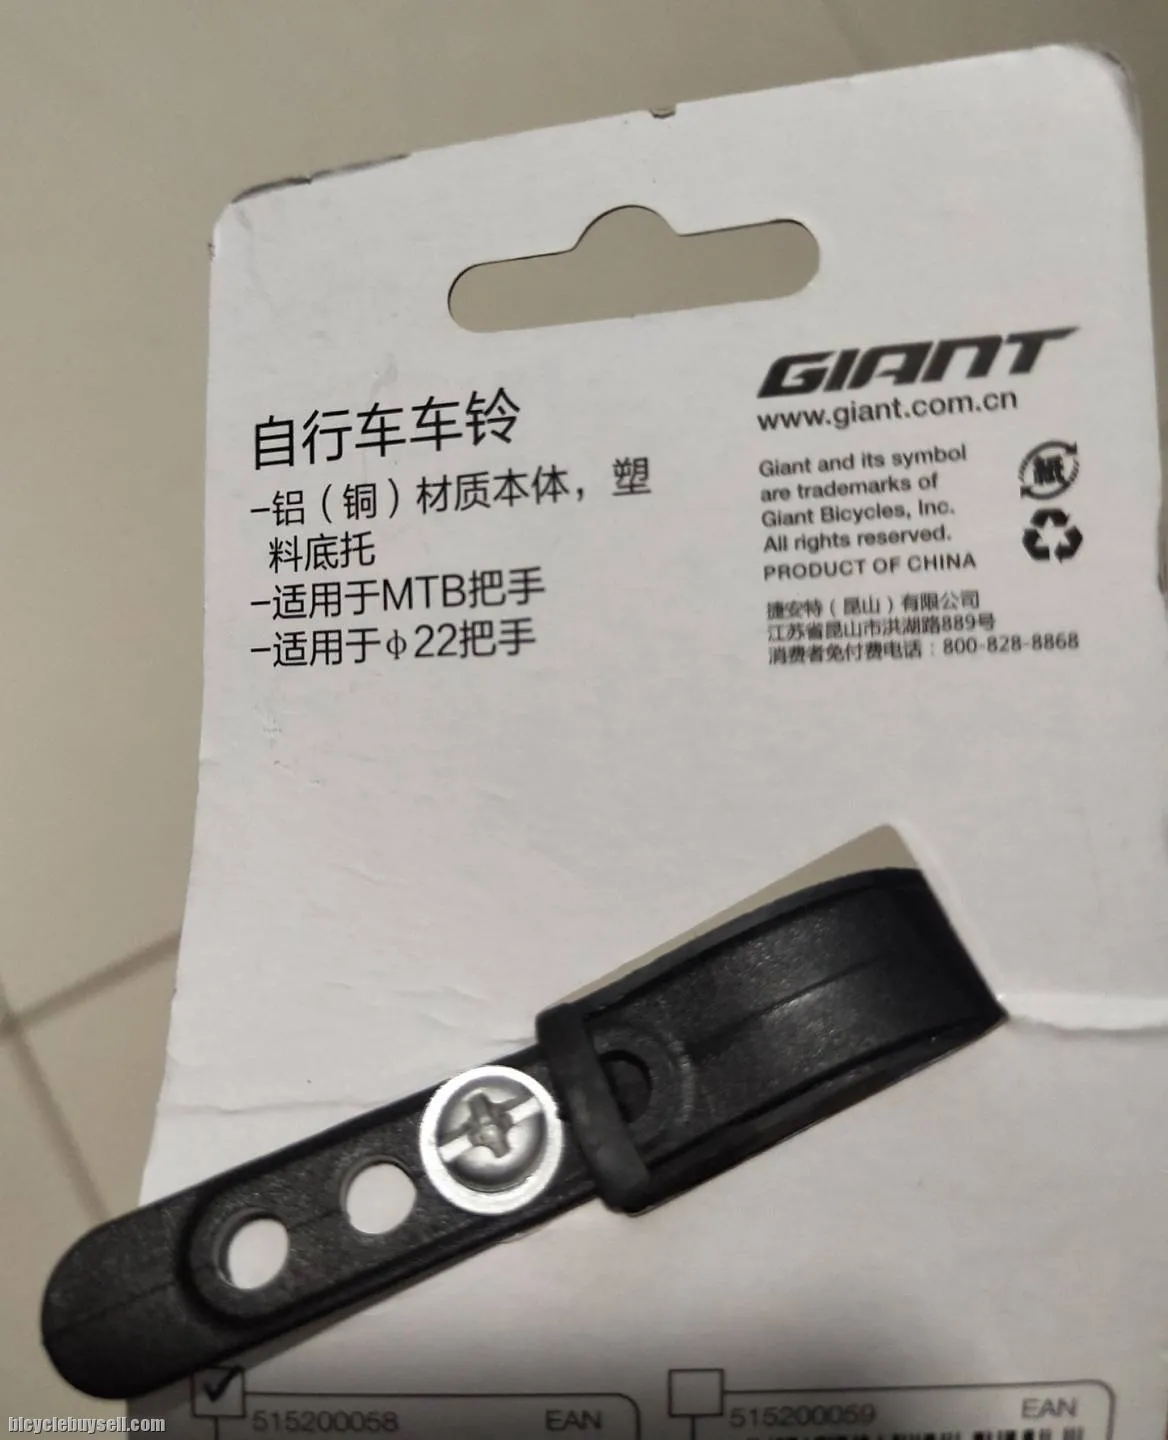 自行车车铃
-铝（铜）材质本体，塑
料底托
-适用于MTB把手
-适用于φ22把手
GIANT
www.giant.com.cn
Giant and its symbol
are trademarks of
Giant Bicycles, Inc.
All rights reserved.
PRODUCT OF CHINA
紙
捷安特（昆山）有限公司
江苏省昆山市洪湖路889号
消费者免付费电话：800-828-8868
515200058 EAN
515200059 EAN
bicyclebuysell.com